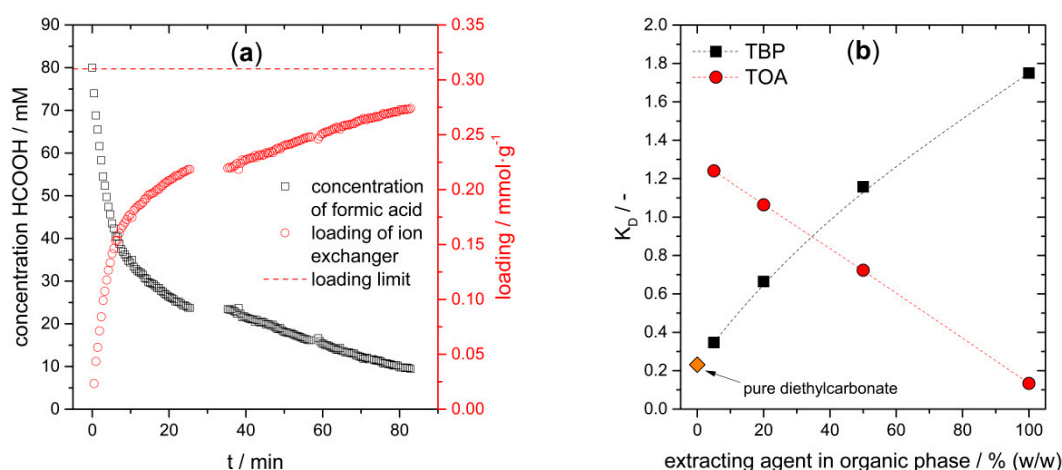 (a)
concentration HCOOH / mM
90
80
70
60
50
40
30
20
10
0
0
20
40
60
80
t / min
0.35
0.30
0.25
0.20
0.15
0.10
0.05
0.00
loading / mmol·g⁻¹
concentration
of formic acid
loading of ion
exchanger
loading limit
(b)
K_D / -
2.0
1.8
1.6
1.4
1.2
1.0
0.8
0.6
0.4
0.2
0.0
TBP
TOA
pure diethylcarbonate
0
20
40
60
80
100
extracting agent in organic phase / % (w/w)